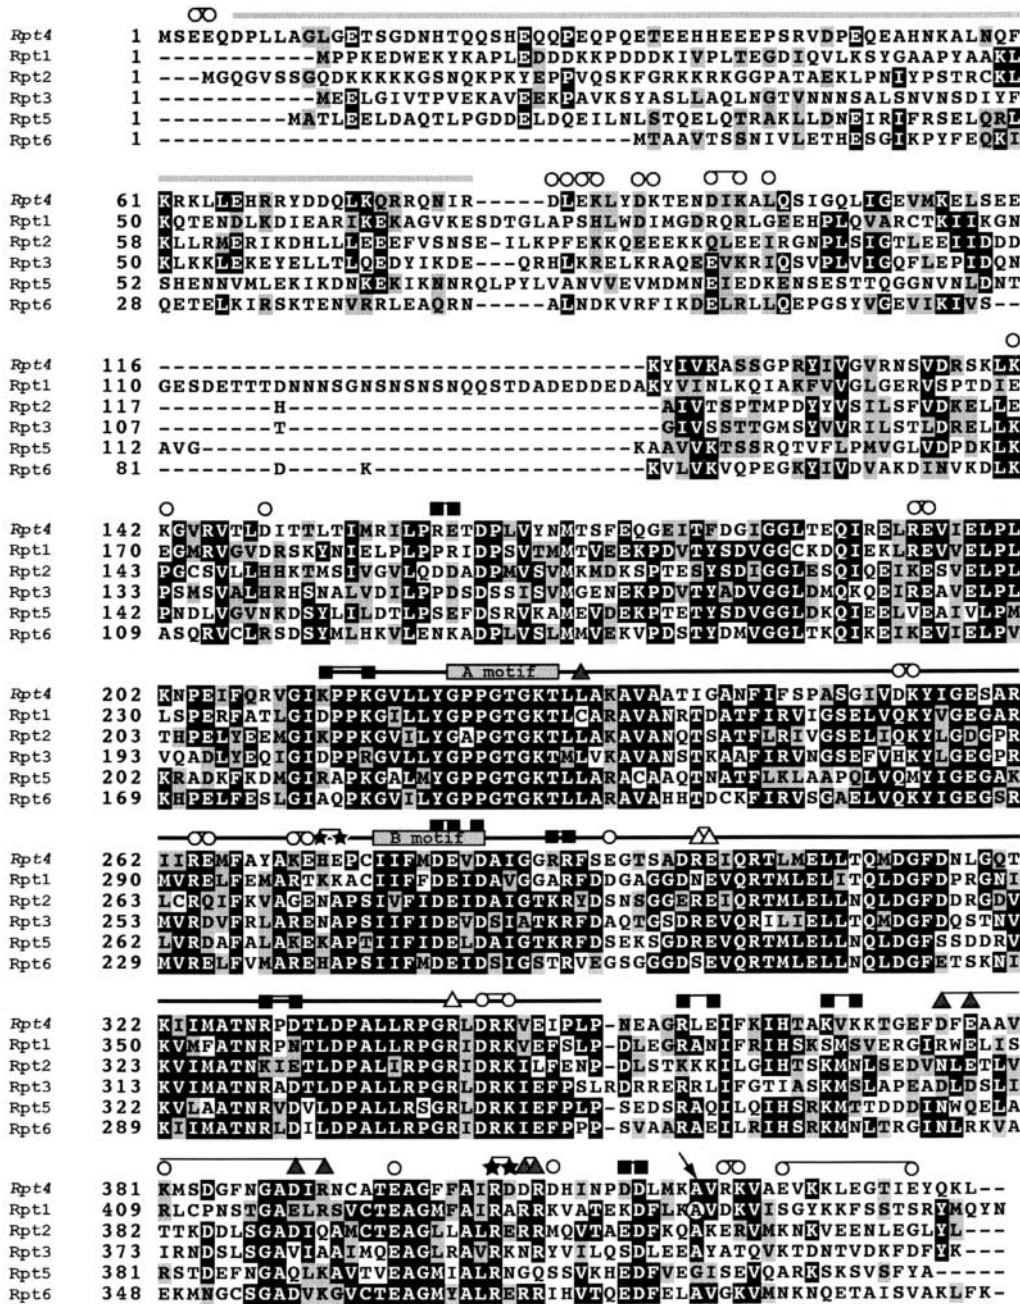 Rpt4 1 MSEEQDPLLAGLGETSGDNHTQQSHEQQPEQPQETEEHHEEEPSRVDPEQEAHNKALNQF
Rpt1 1 -----------MPPKEDWEKYKAPLEDDDDKKPDDDKIVPLTEGDIQVLKSYGAAPYAAKL
Rpt2 1 ---MGQGVSSGQDKKKKKGSNQKPKYEPPVQSKFGRKKRKGGPATAEKLPNIYPSTRCKL
Rpt3 1 -----------MEELGIVTPVEKAVEEKPAVKSYASLLAQLNGTVNNNSALSNVNSDIYF
Rpt5 1 ---------MATLEELDAQTLPGDDELDQEILNLSTQELQTRAKLLDNEIRIFRSELQRL
Rpt6 1 --------------------------------MTAAVTSSNIVLETHESGIKPYFEQKI
Rpt4 61 KRKLLEHRRYDDQLKQRRQNIR-----DLEKLYDKTENDIKALQSIGQLIGEVMKELSEE
Rpt1 50 KQTENDLKDIEARIKEKAGVKESDTGLAPSHLWDIMGDRQRLGEEHPLQVARCTKIIKGN
Rpt2 58 KLLRMERIKDHLLLEEEFVSNSE-ILKPFEKKQEEEKKQLEEIRGNPLSIGTLEEIIDDD
Rpt3 50 KLKKLEKEYELLTLQEDYIKDE--QRHLKRELKRAQEEVKRIQSVPLVIGQFLEPIDQN
Rpt5 52 SHENNVMLEKIKDNKEKIKNNRQLPYLVANVVEVMDMNEIEDKENSESTTQGGNVNLDNT
Rpt6 28 QETELKIRSKTENVRRLEAQRN-----ALNDKVRFIKDELRLLQEPGSYVGEVIKIVS--
Rpt4 116 ---------------------------------KYIVKASSGPRYIVGVRNSVDRSKLK
Rpt1 110 GESDETTTDNNNSGNSNSNSNQQSTDADEDDEDAKYVINLKQIAKFVVGLGERVSPTDIE
Rpt2 117 --------H-------------------------AIVTSPTMPDYYVSILSFVDKELLE
Rpt3 107 --------T-------------------------GIVSSTTGMSYVVRILSTLDRELLK
Rpt5 112 AVG-----------------------------KAAVVKTSSRQTVFLPMVGLVDPDKLK
Rpt6 81 --------D-----K------------------KVLVKVQPEGKYIVDVAKDINVKDLK
Rpt4 142 KGVRVTLDITTLTIMRILPRETDPLVYNMTSFEQGEITFDGIGGLTEQIRELREVIELPL
Rpt1 170 EGMRVGVDRSKYNIELPLPPRIDPSVTMMTVEEKPDVTYSDVGGCKDQIEKLREVVELPL
Rpt2 143 PGCSVLLHHKTMSIVGVLQDDADPMVSVMKMDKSPTESYSDIGGLESQIQEIKESVELPL
Rpt3 133 PSMSVALHRHSNALVDILPPDSDSSISVMGENEKPDVTYADVGGLDMQKQEIREAVELPL
Rpt5 142 PNDLVGVNKDSYLILDTLPSEFDSRVKAMEVDEKPTETYSDVGGLDKQIEELVEAIVLPM
Rpt6 109 ASQRVCLRSDSYMLHKVLENKADPLVSLMMVEKVPDSTYDMVGGLTKQIKEIKEVIELPV
A motif
Rpt4 202 KNPEIFQRVGIKPPKGVLLYGPPGTGKTLLAKAVAATIGANFIFSPASGIVDKYIGESAR
Rpt1 230 LSPERFATLGIDPPKGILLYGPPGTGKTLCARAVANRTDATFIRVIGSELVQKYVGEGAR
Rpt2 203 THPELYEEMGIKPPKGVILYGAPGTGKTLLAKAVANQTSATFLRIVGSELIQKYLGDGPR
Rpt3 193 VQADLYEQIGIDPPRGVLLYGPPGTGKTMLVKAVANSTKAAFIRVNGSEFVHKYLGEGPR
Rpt5 202 KRADKFKDMGIRAPKGALMYGPPGTGKTLLARACAAQTNATFLKLAAPQLVQMYIGEGAK
Rpt6 169 KHPELFESLGIAQPKGVILYGPPGTGKTLLARAVAHHTDCKFIRVSGAELVQKYIGEGSR
B motif
Rpt4 262 IIREMFAYAKEHEPCIIFMDEVDAIGGRRFSEGTSADREIQRTLMELLTQMDGFDNLGQT
Rpt1 290 MVRELFEMARTKKACIIFFDEIDAVGGARFDDGAGGDNEVQRTMLELITQLDGFDPRGNI
Rpt2 263 LCRQIFKVAGENAPSIVFIDEIDAIGTKRYDSNSGGEREIQRTMLELLNQLDGFDDRGDV
Rpt3 253 MVRDVFRLARENAPSIIFIDEVDSIATKRFDAQTGSDREVQRILIELLTQMDGFDQSTNV
Rpt5 262 LVRDAFALAKEKAPTIIFIDELDAIGTKRFDSEKSGDREVQRTMLELLNQLDGFSSDDRV
Rpt6 229 MVRELFVMAREHAPSIIFMDEIDSIGSTRVEGSGGGDSEVQRTMLELLNQLDGFETSKNI
Rpt4 322 KIIMATNRPDTLDPALLRPGRLDRKVEIPLP-NEAGRLEIFKIHTAKVKKTGEFDFEAAV
Rpt1 350 KVMFATNRPNTLDPALLRPGRIDRKVEFSLP-DLEGRANIFRIHSKSMSVERGIRWELIS
Rpt2 323 KVIMATNKIETLDPALIRPGRIDRKILFENP-DLSTKKKILGIHTSKMNLSEDVNLETLV
Rpt3 313 KVIMATNRADTLDPALLRPGRLDRKIEFPSLRDRRERRLIFGTIASKMSLAPEADLDSLI
Rpt5 322 KVLAATNRVDVLDPALLRSGRLDRKIEFPLP-SEDSRAQILQIHSRKMTTDDDINWQELA
Rpt6 289 KIIMATNRLDILDPALLRPGRIDRKIEFPPP-SVAARAEILRIHSRKMNLTRGINLRKVA
Rpt4 381 KMSDGFNGADIRNCATEAGFFAIRDDRDHINPDDLMKAVRKVAEVKKLEGTIEYQKL--
Rpt1 409 RLCPNSTGAELRSVCTEAGMFAIRARRKVATEKDFLKAVDKVISGYKKFSSTSRYMQYN
Rpt2 382 TTKDDLSGADIQAMCTEAGLLALRERRMQVTAEDFKQAKERVMKNKVEENLEGLYL---
Rpt3 373 IRNDSLSGAVIAAIMQEAGLRAVRKNRYVILQSDLEEAYATQVKTDNTVDKFDFYK---
Rpt5 381 RSTDEFNGAQLKAVTVEAGMIALRNGQSSVKHEDFVEGISEVQARKSKSVSFYA-----
Rpt6 348 EKMNGCSGADVKGVCTEAGMYALRERRIHVTQEDFELAVGKVMNKNQETAISVAKLFK-